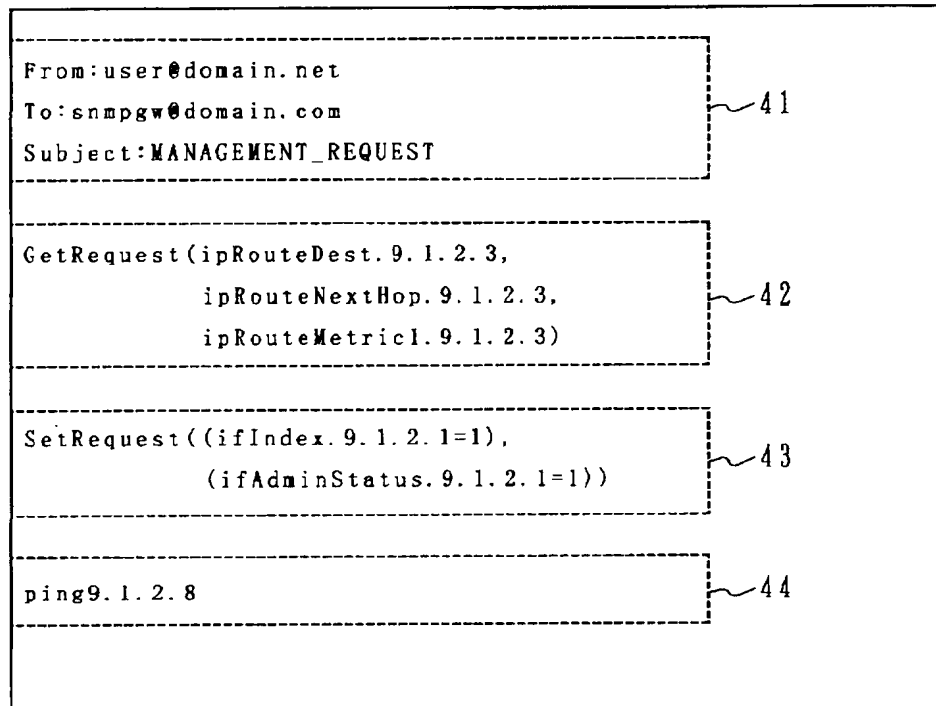 From:user@domain.net
To:snmpgw@domain.com
Subject:MANAGEMENT_REQUEST
41
GetRequest(ipRouteDest.9.1.2.3,
ipRouteNextHop.9.1.2.3,
ipRouteMetric1.9.1.2.3)
42
SetRequest((ifIndex.9.1.2.1=1),
(ifAdminStatus.9.1.2.1=1))
43
ping9.1.2.8
44